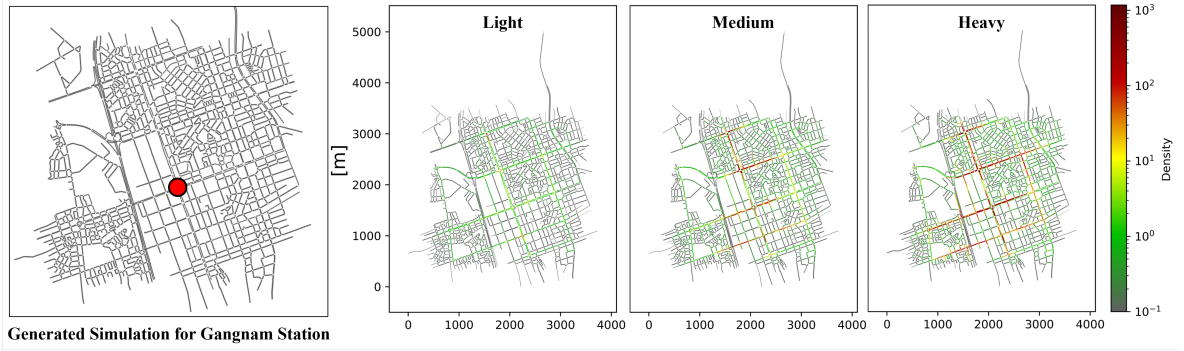 Light
Medium
Heavy
[m]
5000
4000
3000
2000
1000
0
0 1000 2000 3000 4000
0 1000 2000 3000 4000
0 1000 2000 3000 4000
10³
10²
10¹
10⁰
10⁻¹
Density
Generated Simulation for Gangnam Station